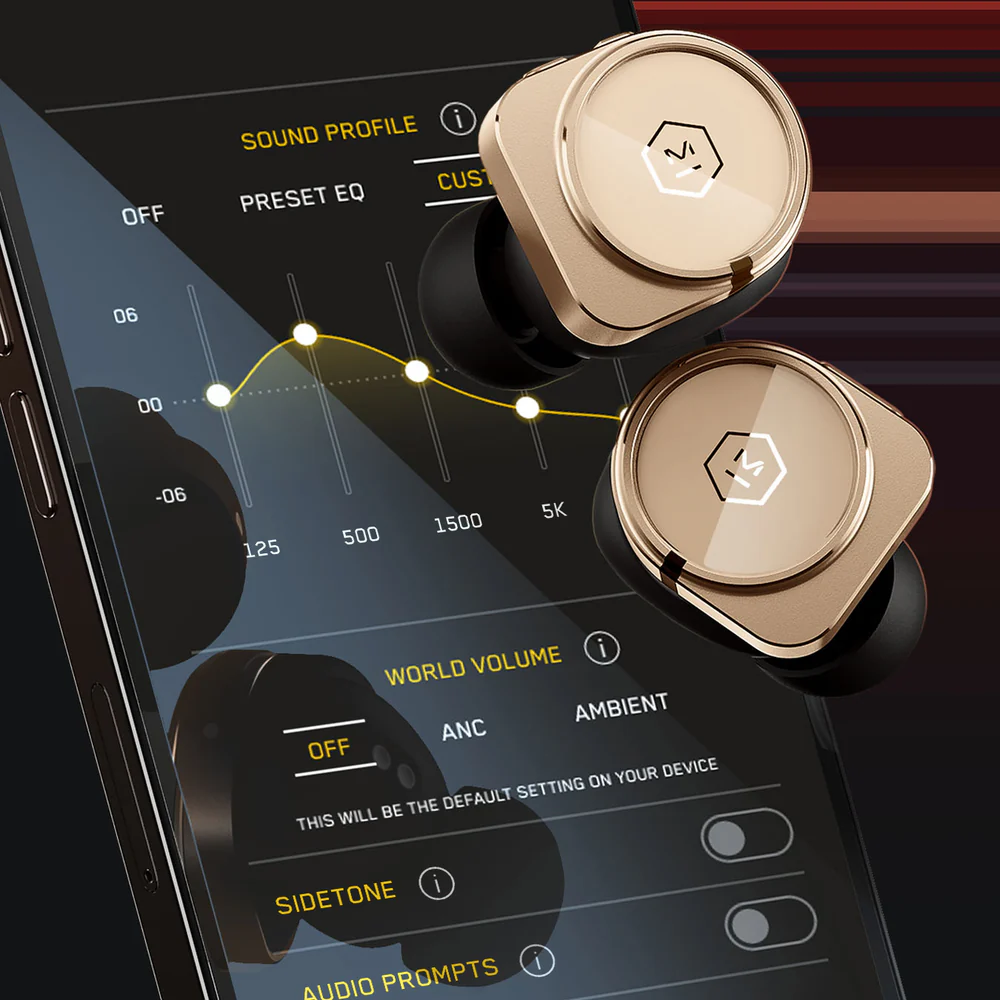 SOUND PROFILE
OFF PRESET EQ
06
00
-06
125 500 1500 5K
WORLD VOLUME
OFF ANC AMBIENT
THIS WILL BE THE DEFAULT SETTING ON YOUR DEVICE
SIDETONE
AUDIO PROMPTS